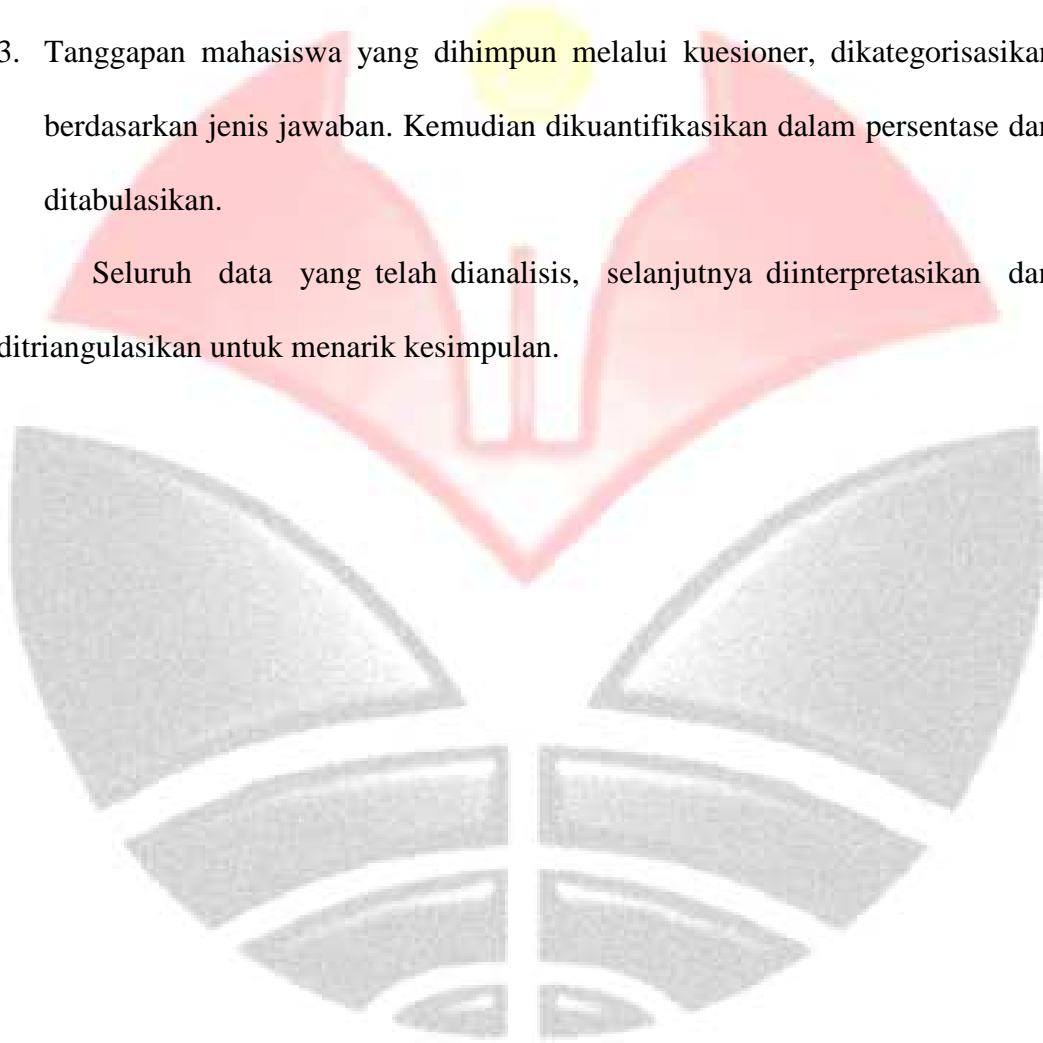 3. Tanggapan mahasiswa yang dihimpun melalui kuesioner, dikategorisasikan
berdasarkan jenis jawaban. Kemudian dikuantifikasikan dalam persentase dan
ditabulasikan.
Seluruh data yang telah dianalisis, selanjutnya diinterpretasikan dan
ditriangulasikan untuk menarik kesimpulan.